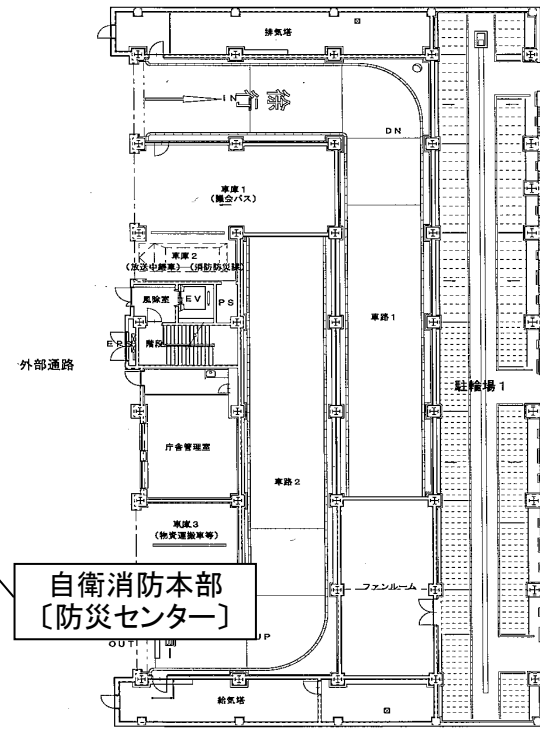 排気塔
徐行
IN
DN
車庫1
(議会バス)
車庫2
(放送中継車) (消防防災課)
風除室
EV
PS
EPS
階段
車路1
外部通路
駐輪場1
庁舎管理室
車路2
車庫3
(物資運搬車等)
ファンルーム
自衛消防本部
〔防災センター〕
OUT
UP
給気塔